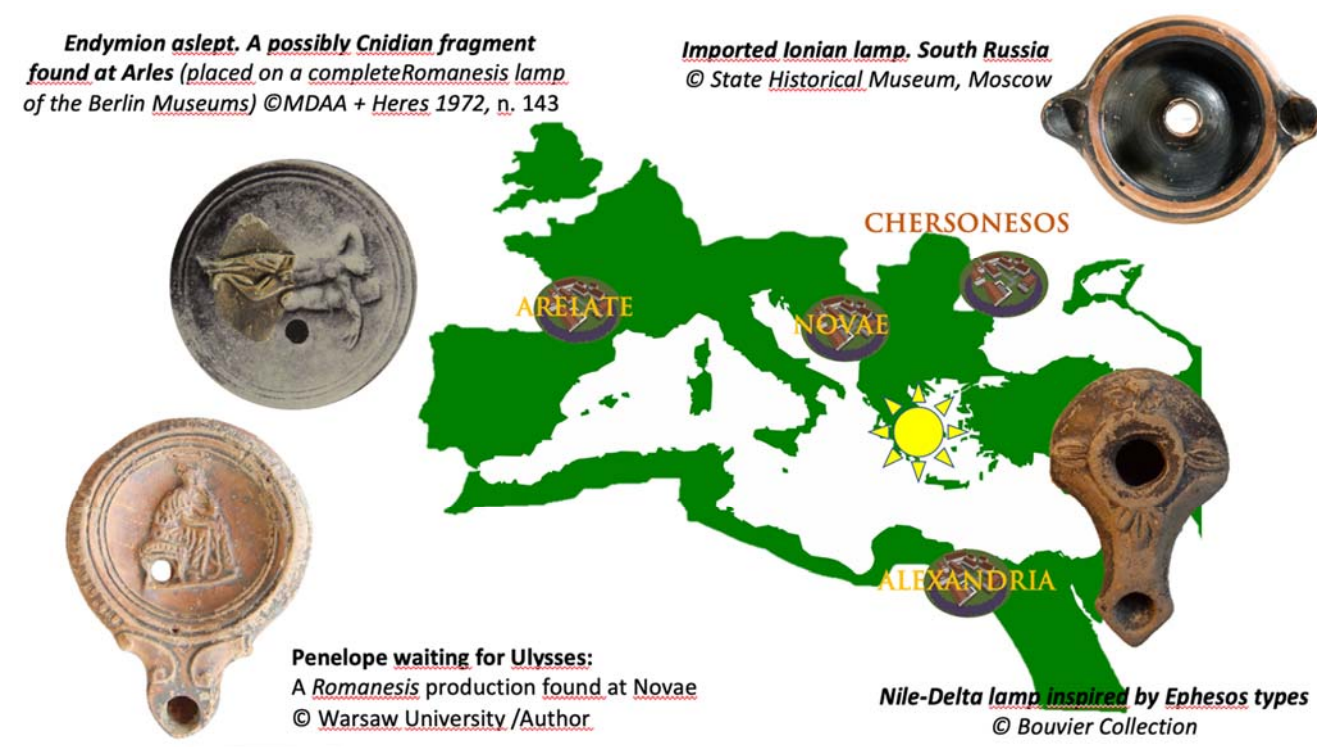 Endymion aslept. A possibly Cnidian fragment
found at Arles (placed on a completeRomanesis lamp
of the Berlin Museums) ©MDAA + Heres 1972, n. 143
Imported Ionian lamp. South Russia
© State Historical Museum, Moscow
CHERSONESOS
ARELATE
NOVAE
ALEXANDRIA
Penelope waiting for Ulysses:
A Romanesis production found at Novae
© Warsaw University /Author
Nile-Delta lamp inspired by Ephesos types
© Bouvier Collection